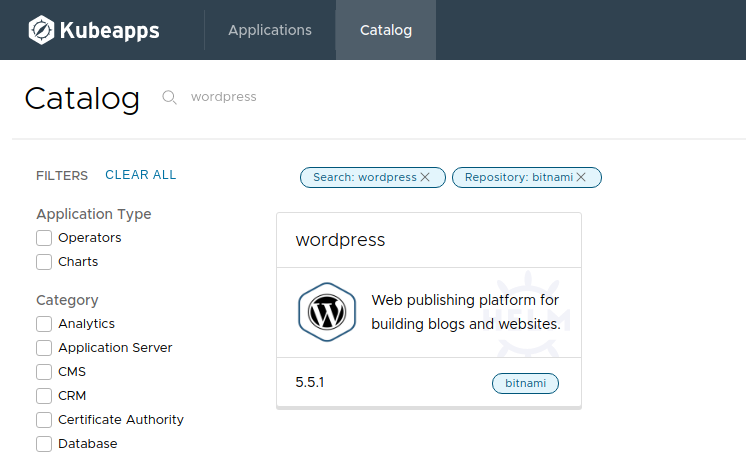 Kubeapps Applications Catalog
Catalog wordpress
FILTERS CLEAR ALL
Search: wordpress Repository: bitnami
Application Type
Operators
Charts
Category
Analytics
Application Server
CMS
CRM
Certificate Authority
Database
wordpress
Web publishing platform for
building blogs and websites.
HELM
5.5.1
bitnami